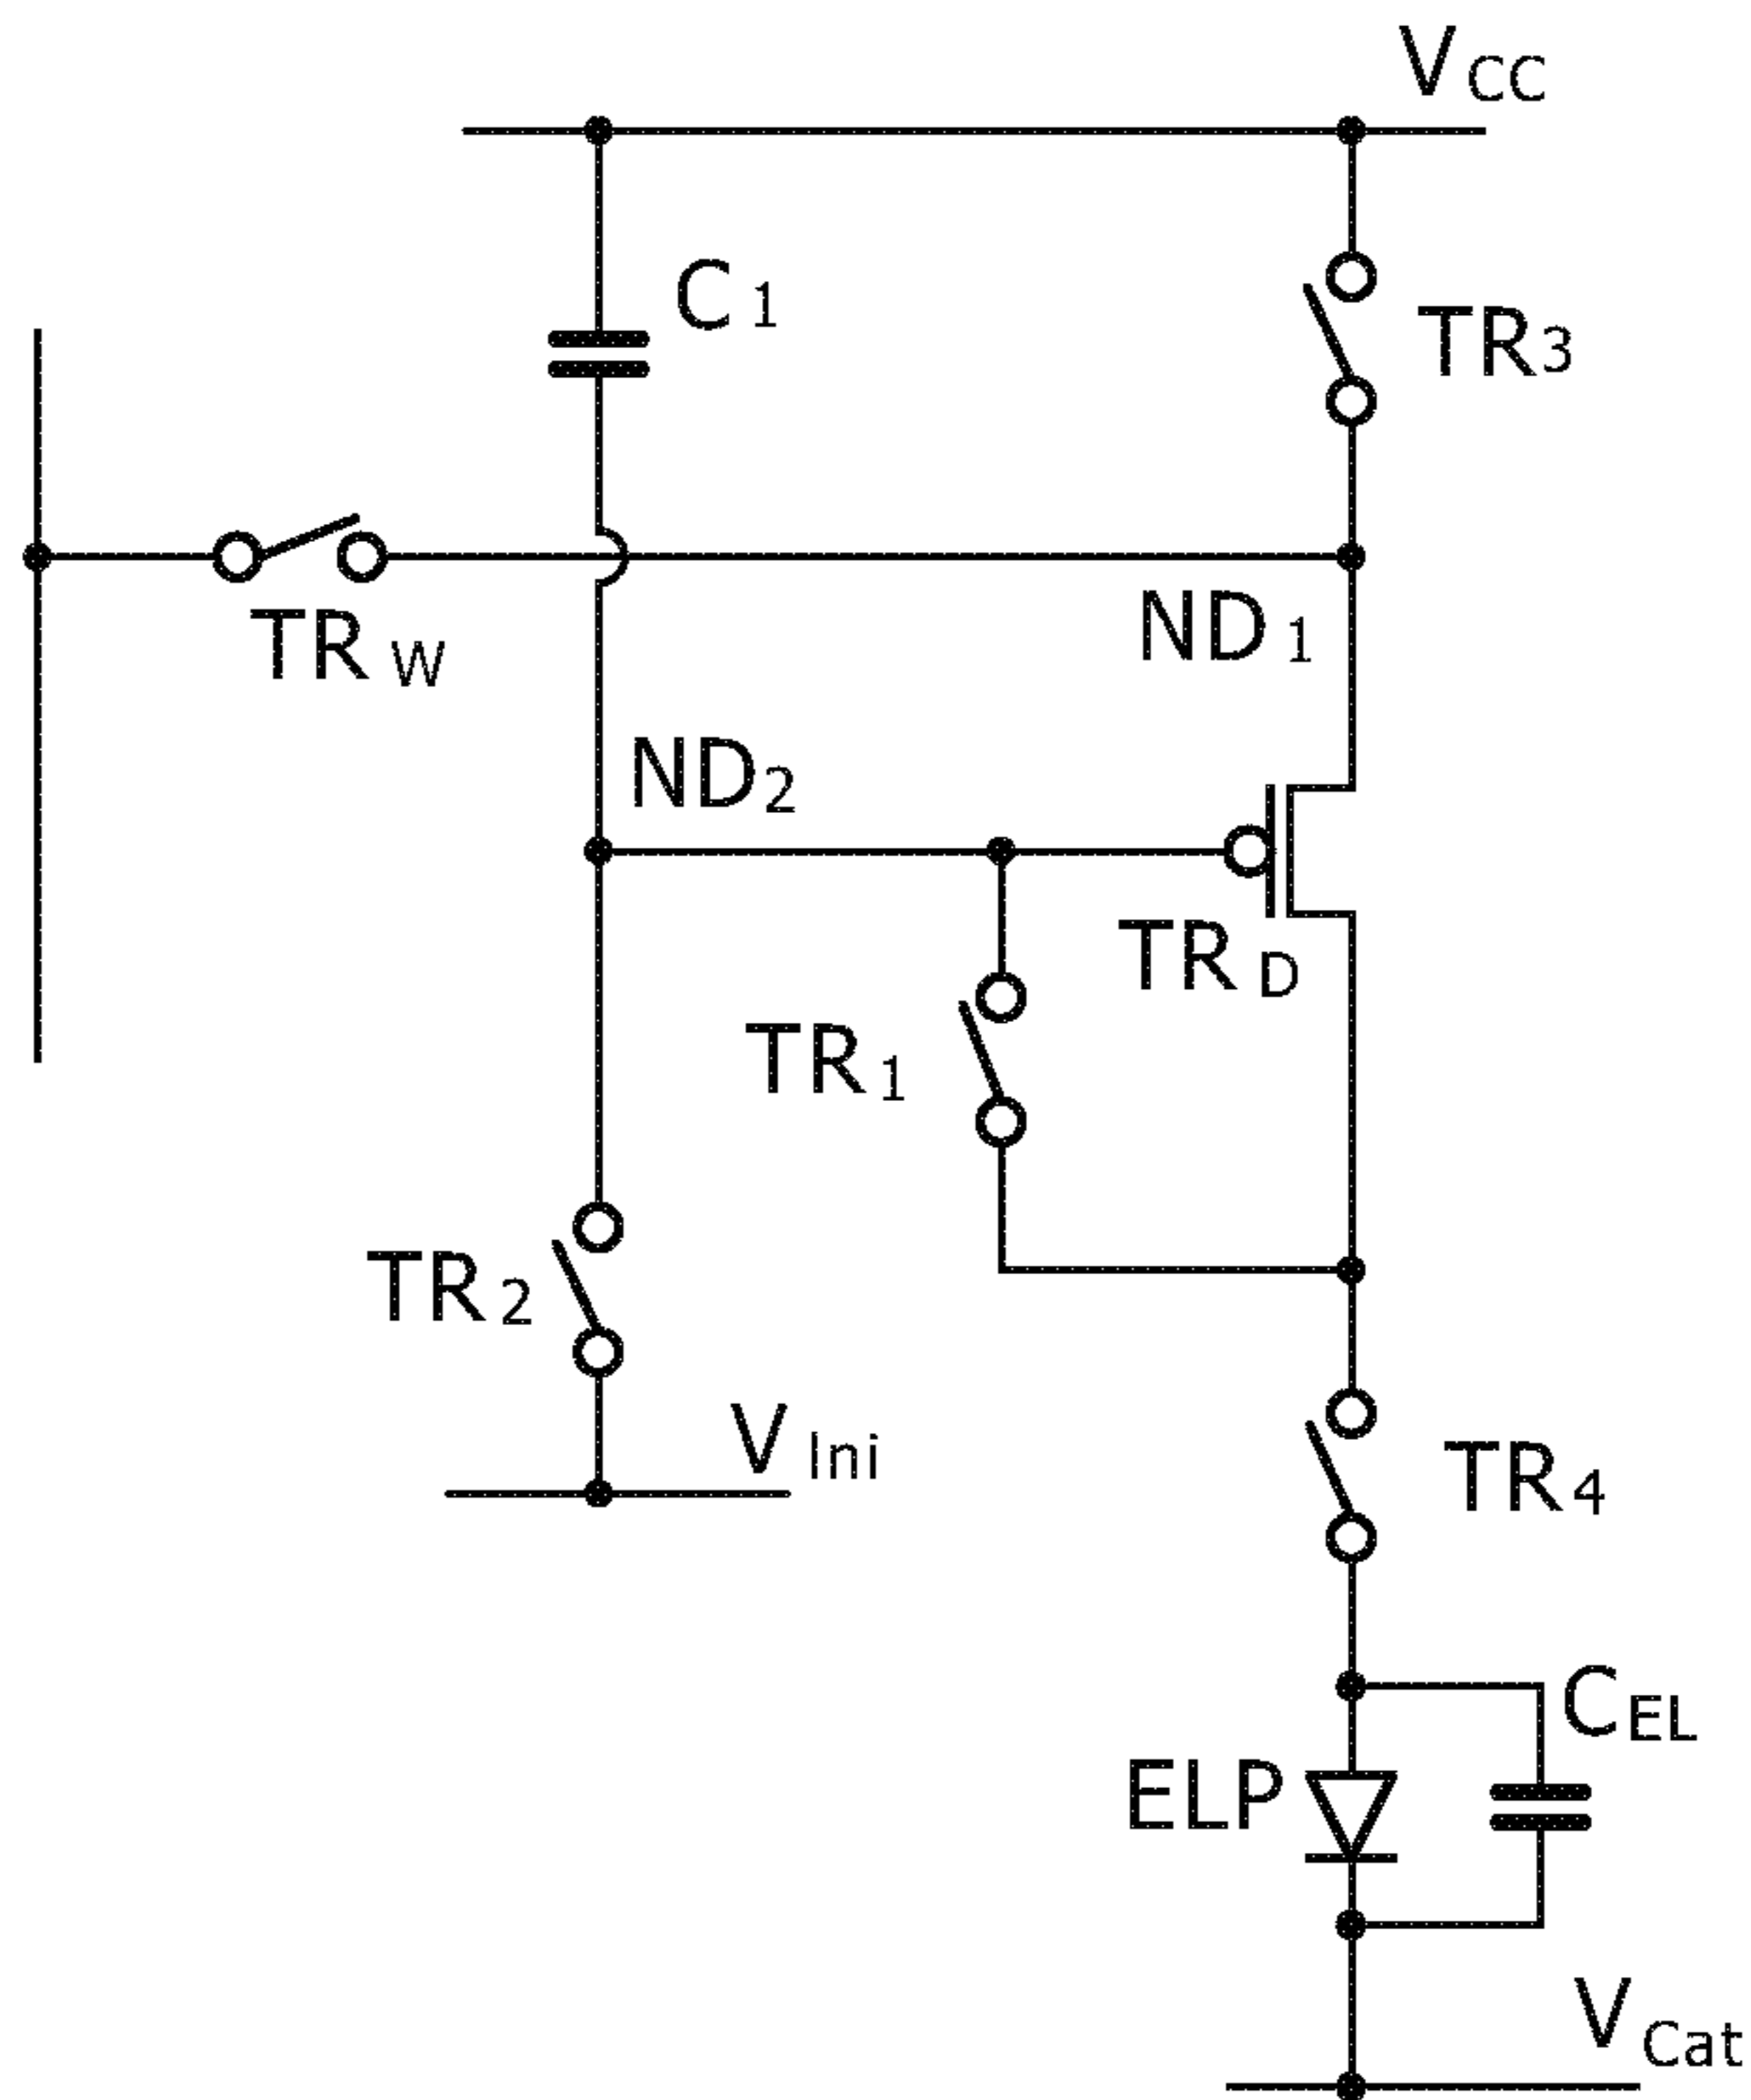 VCC
C1
TR3
TRW
ND1
ND2
TRD
TR1
TR2
VIni
TR4
CEL
ELP
VCat